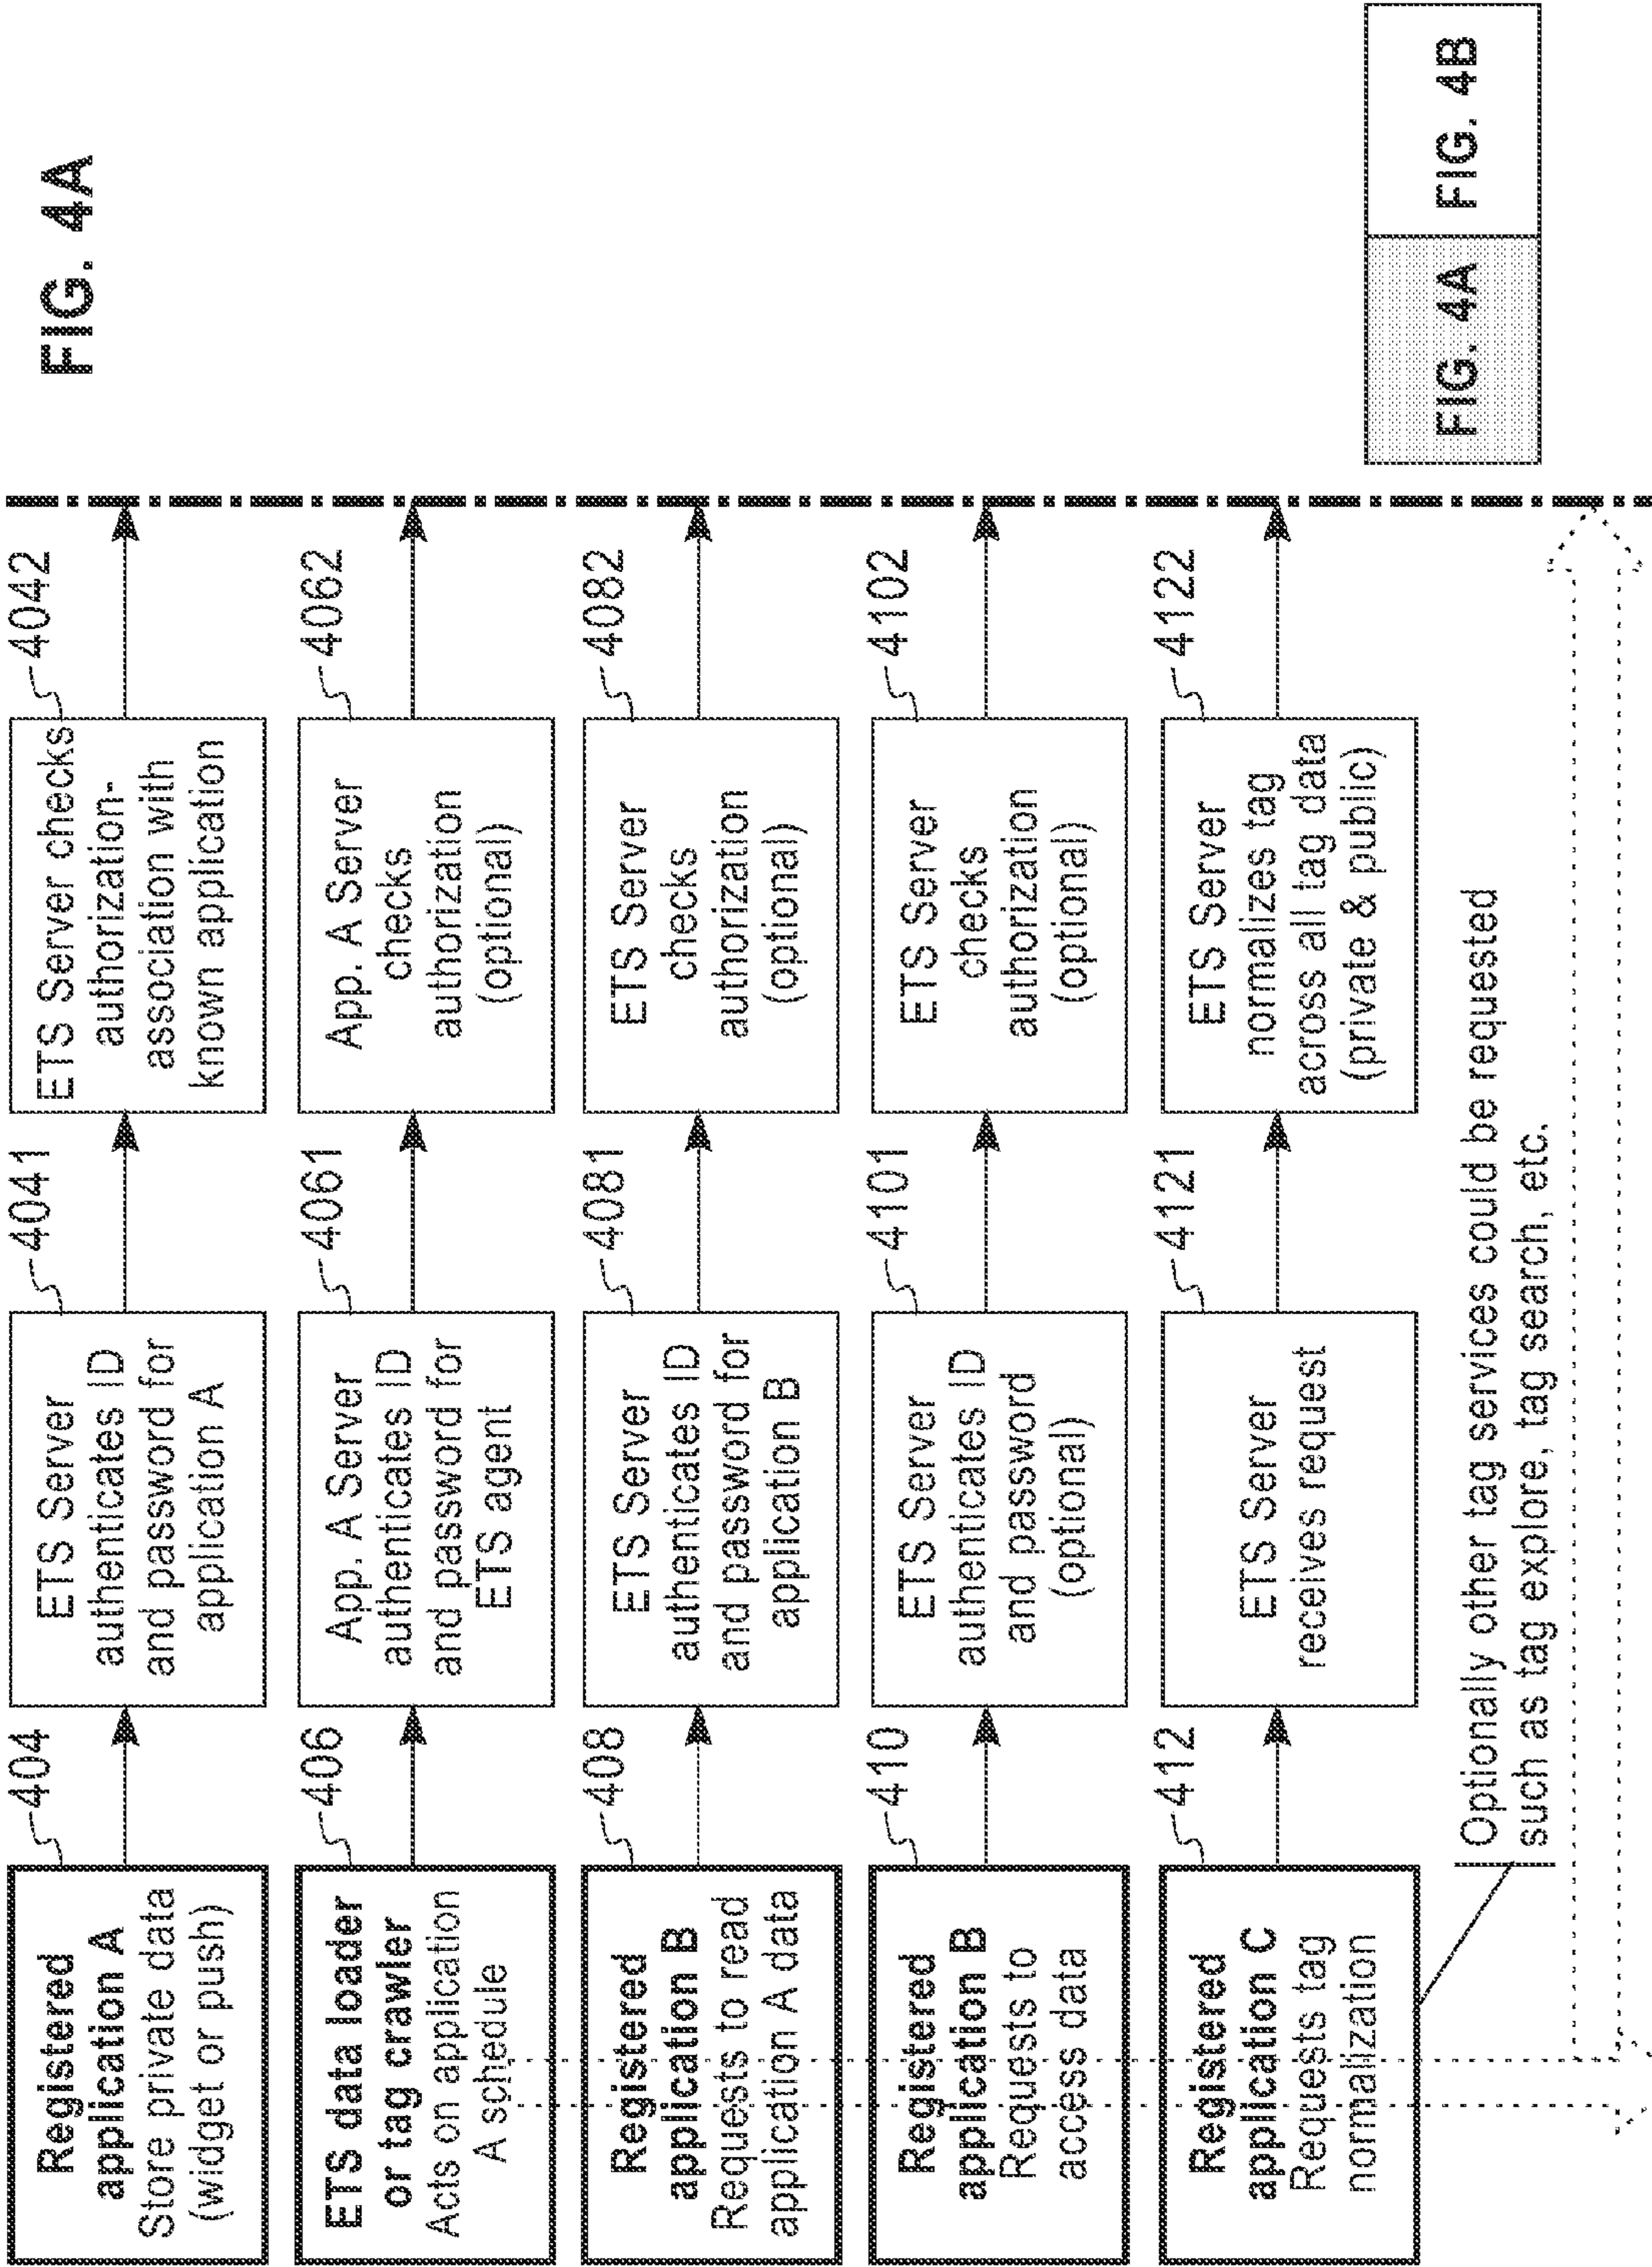 FIG. 4A
404
Registered
application A
Store private data
(widget or push)
4041
ETS Server
authenticates ID
and password for
application A
4042
ETS Server checks
authorization-
association with
known application
406
ETS data loader
or tag crawler
Acts on application
A schedule
4061
App. A Server
authenticates ID
and password for
ETS agent
4062
App. A Server
checks
authorization
(optional)
408
Registered
application B
Requests to read
application A data
4081
ETS Server
authenticates ID
and password for
application B
4082
ETS Server
checks
authorization
(optional)
410
Registered
application B
Requests to
access data
4101
ETS Server
authenticates ID
and password
(optional)
4102
ETS Server
checks
authorization
(optional)
412
Registered
application C
Requests tag
normalization
4121
ETS Server
receives request
4122
ETS Server
normalizes tag
across all tag data
(private & public)
Optionally other tag services could be requested
such as tag explore, tag search, etc.
FIG. 4A
FIG. 4B